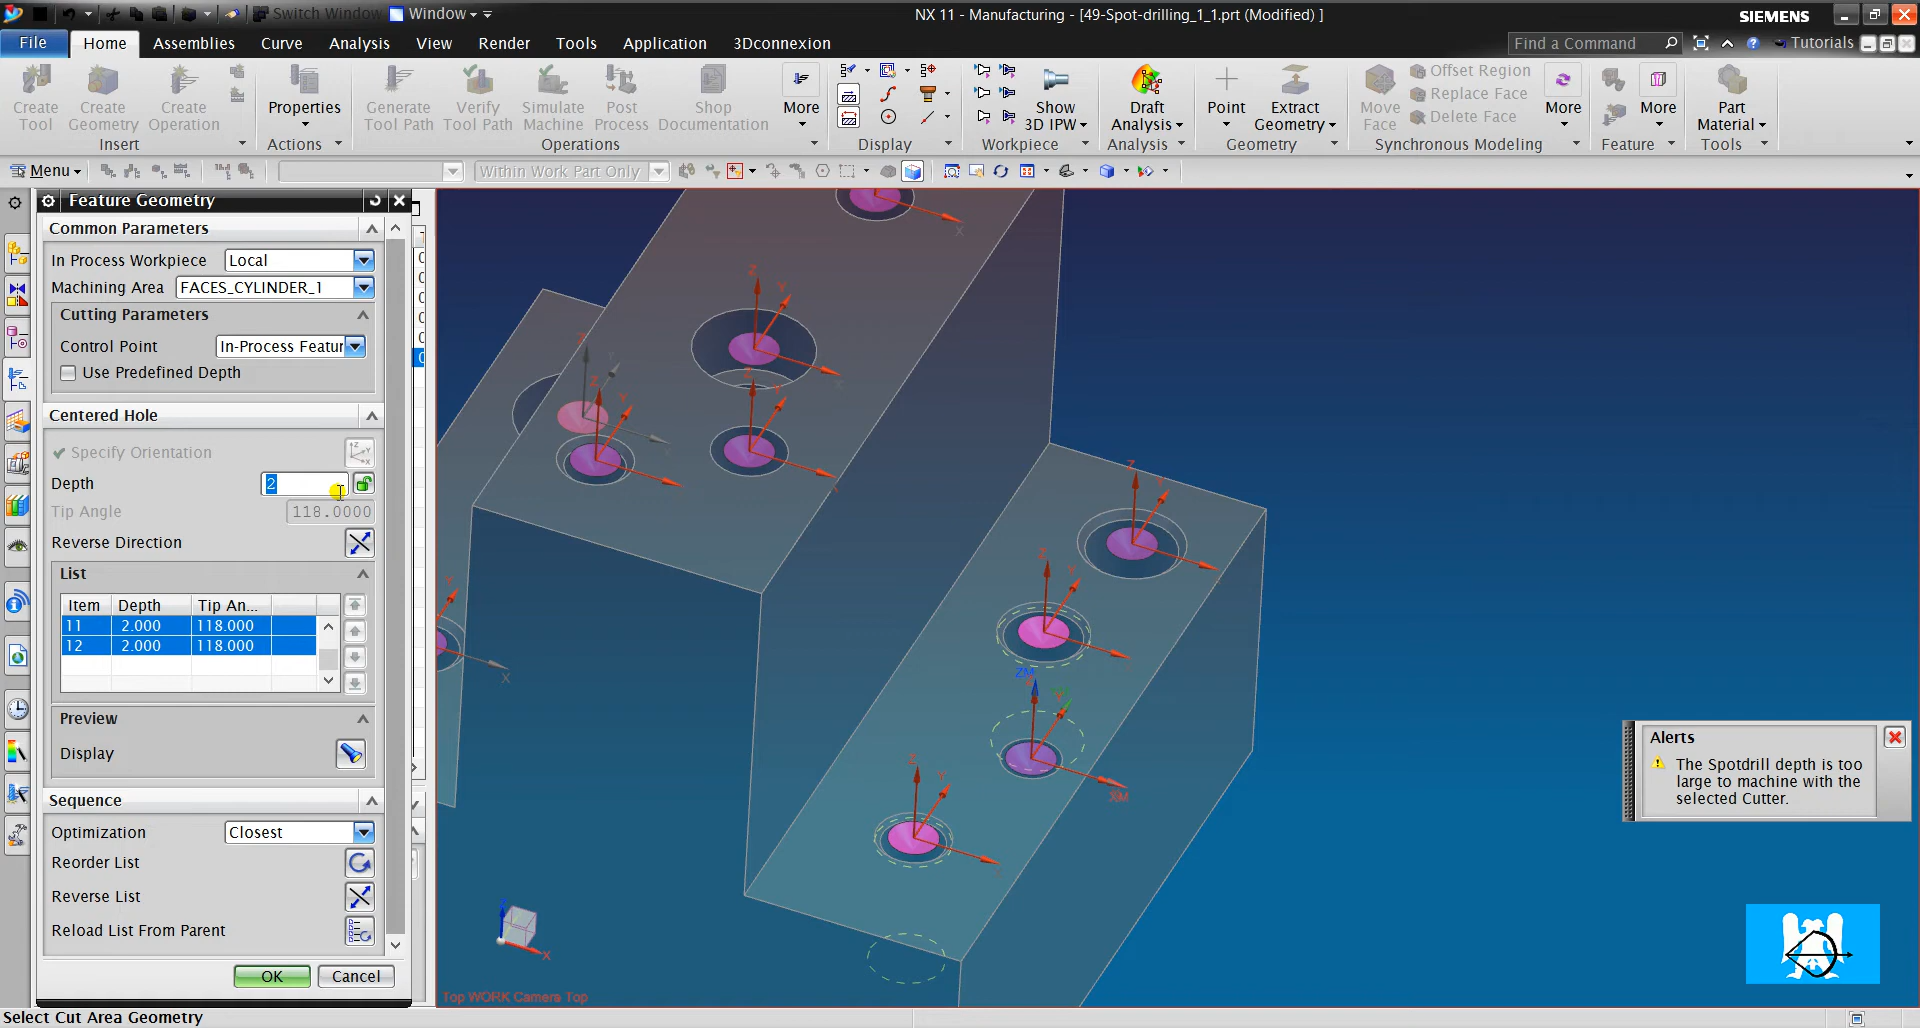 Switch Window
Window
NX 11 - Manufacturing - [49-Spot-drilling_1_1.prt (Modified) ]
SIEMENS
File
Home
Assemblies
Curve
Analysis
View
Render
Tools
Application
3Dconnexion
Find a Command
Tutorials
Create Tool
Create Geometry
Create Operation
Insert
Properties
Actions
Generate Tool Path
Verify Tool Path
Simulate Machine
Post Process
Shop Documentation
More
Operations
Display
Show 3D IPW
Workpiece
Draft Analysis
Analysis
Point
Extract Geometry
Geometry
Move Face
Offset Region
Replace Face
Delete Face
More
Synchronous Modeling
More
Feature
Part Material
Tools
Menu
Within Work Part Only
Feature Geometry
Common Parameters
In Process Workpiece
Local
Machining Area
FACES_CYLINDER_1
Cutting Parameters
Control Point
In-Process Featur
Use Predefined Depth
Centered Hole
Specify Orientation
Depth
2
Tip Angle
118.0000
Reverse Direction
List
Item Depth Tip An...
11 2.000 118.000
12 2.000 118.000
Preview
Display
Sequence
Optimization
Closest
Reorder List
Reverse List
Reload List From Parent
OK
Cancel
Alerts
The Spotdrill depth is too
large to machine with the
selected Cutter.
ZM
XM
Top WORK Camera Top
Select Cut Area Geometry